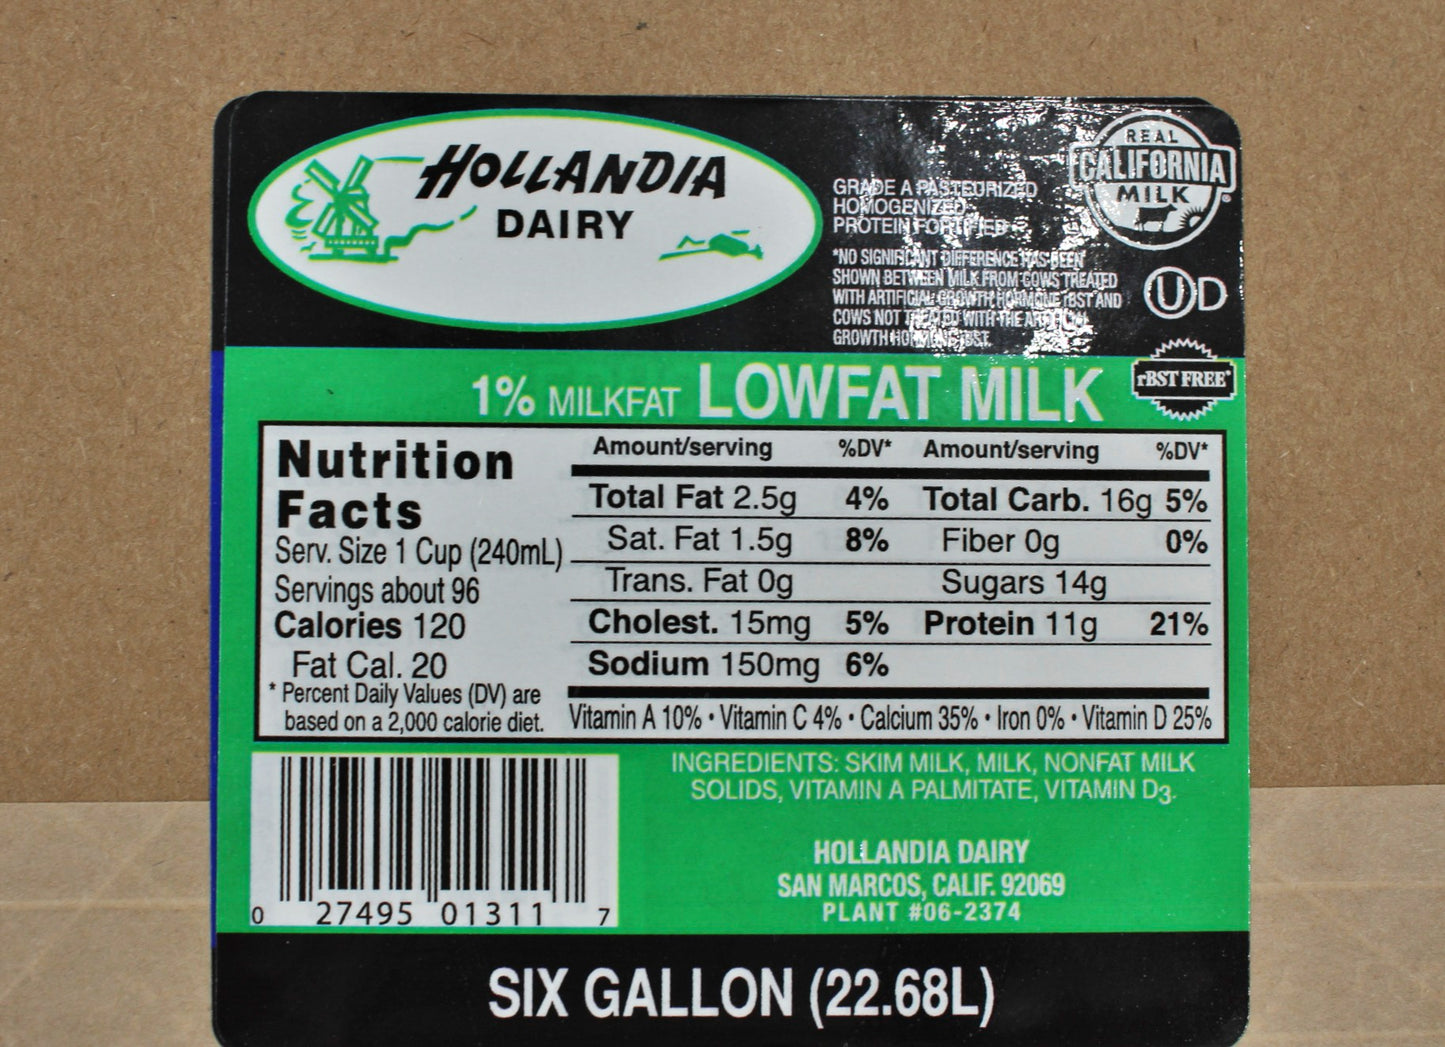 HOLLANDIA
DAIRY
GRADE A PASTEURIZED
HOMOGENIZED
PROTEIN FORTIFIED
REAL
CALIFORNIA
MILK
®
*NO SIGNIFICANT DIFFERENCE HAS BEEN
SHOWN BETWEEN MILK FROM COWS TREATED
WITH ARTIFICIAL GROWTH HORMONE rBST AND
COWS NOT TREATED WITH THE ARTIFICIAL
GROWTH HORMONE rBST.
UD
1% MILKFAT LOWFAT MILK
rBST FREE*
Nutrition
Facts
Serv. Size 1 Cup (240mL)
Servings about 96
Calories 120
Fat Cal. 20
* Percent Daily Values (DV) are
based on a 2,000 calorie diet.
Amount/serving %DV* Amount/serving %DV*
Total Fat 2.5g 4% Total Carb. 16g 5%
Sat. Fat 1.5g 8% Fiber 0g 0%
Trans. Fat 0g Sugars 14g
Cholest. 15mg 5% Protein 11g 21%
Sodium 150mg 6%
Vitamin A 10% • Vitamin C 4% • Calcium 35% • Iron 0% • Vitamin D 25%
INGREDIENTS: SKIM MILK, MILK, NONFAT MILK
SOLIDS, VITAMIN A PALMITATE, VITAMIN D3.
HOLLANDIA DAIRY
SAN MARCOS, CALIF. 92069
PLANT #06-2374
0 27495 01311 7
SIX GALLON (22.68L)